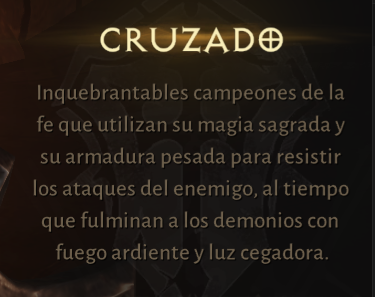 CRUZADO
Inquebrantables campeones de la
fe que utilizan su magia sagrada y
su armadura pesada para resistir
los ataques del enemigo, al tiempo
que fulminan a los demonios con
fuego ardiente y luz cegadora.